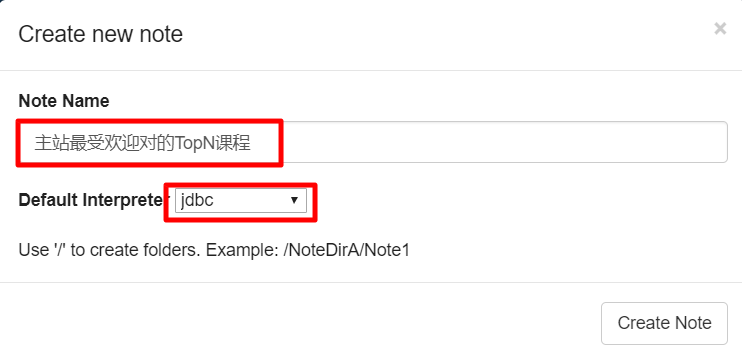 Create new note
×
Note Name
主站最受欢迎对的TopN课程
Default Interpreter jdbc
Use '/' to create folders. Example: /NoteDirA/Note1
Create Note